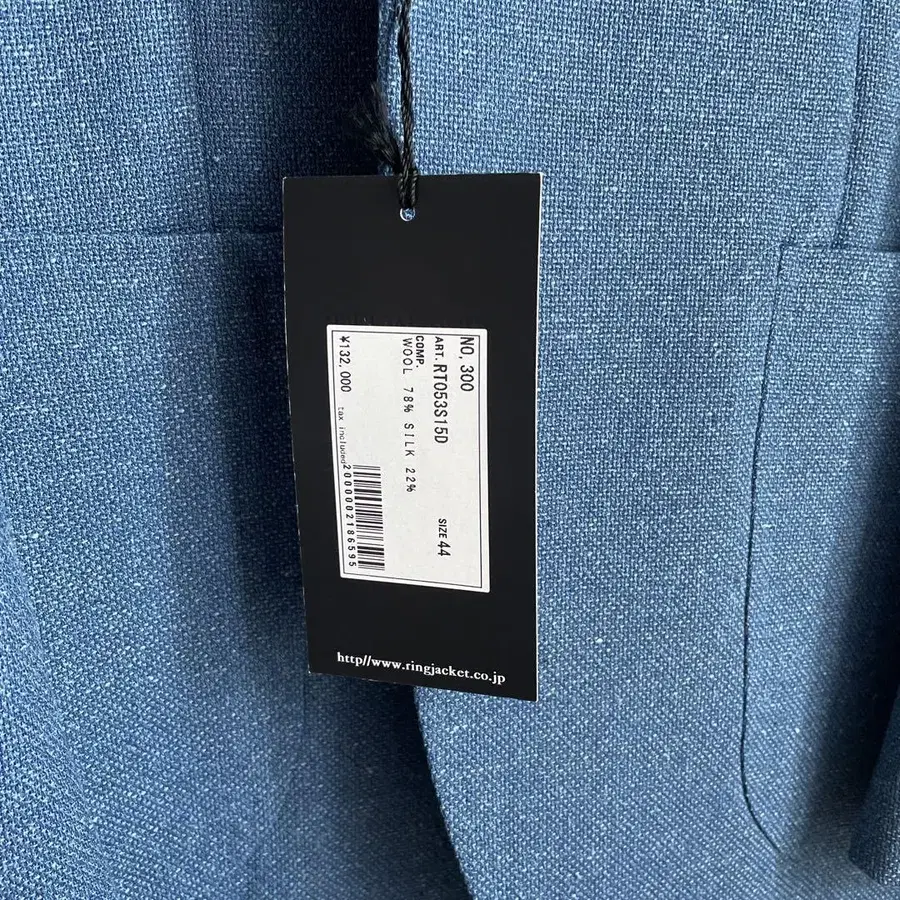 NO, 300
ART. RT053S15D
SIZE 44
COMP.
WOOL 78% SILK 22%
¥132,000
tax included
2000002186595
http//www.ringjacket.co.jp